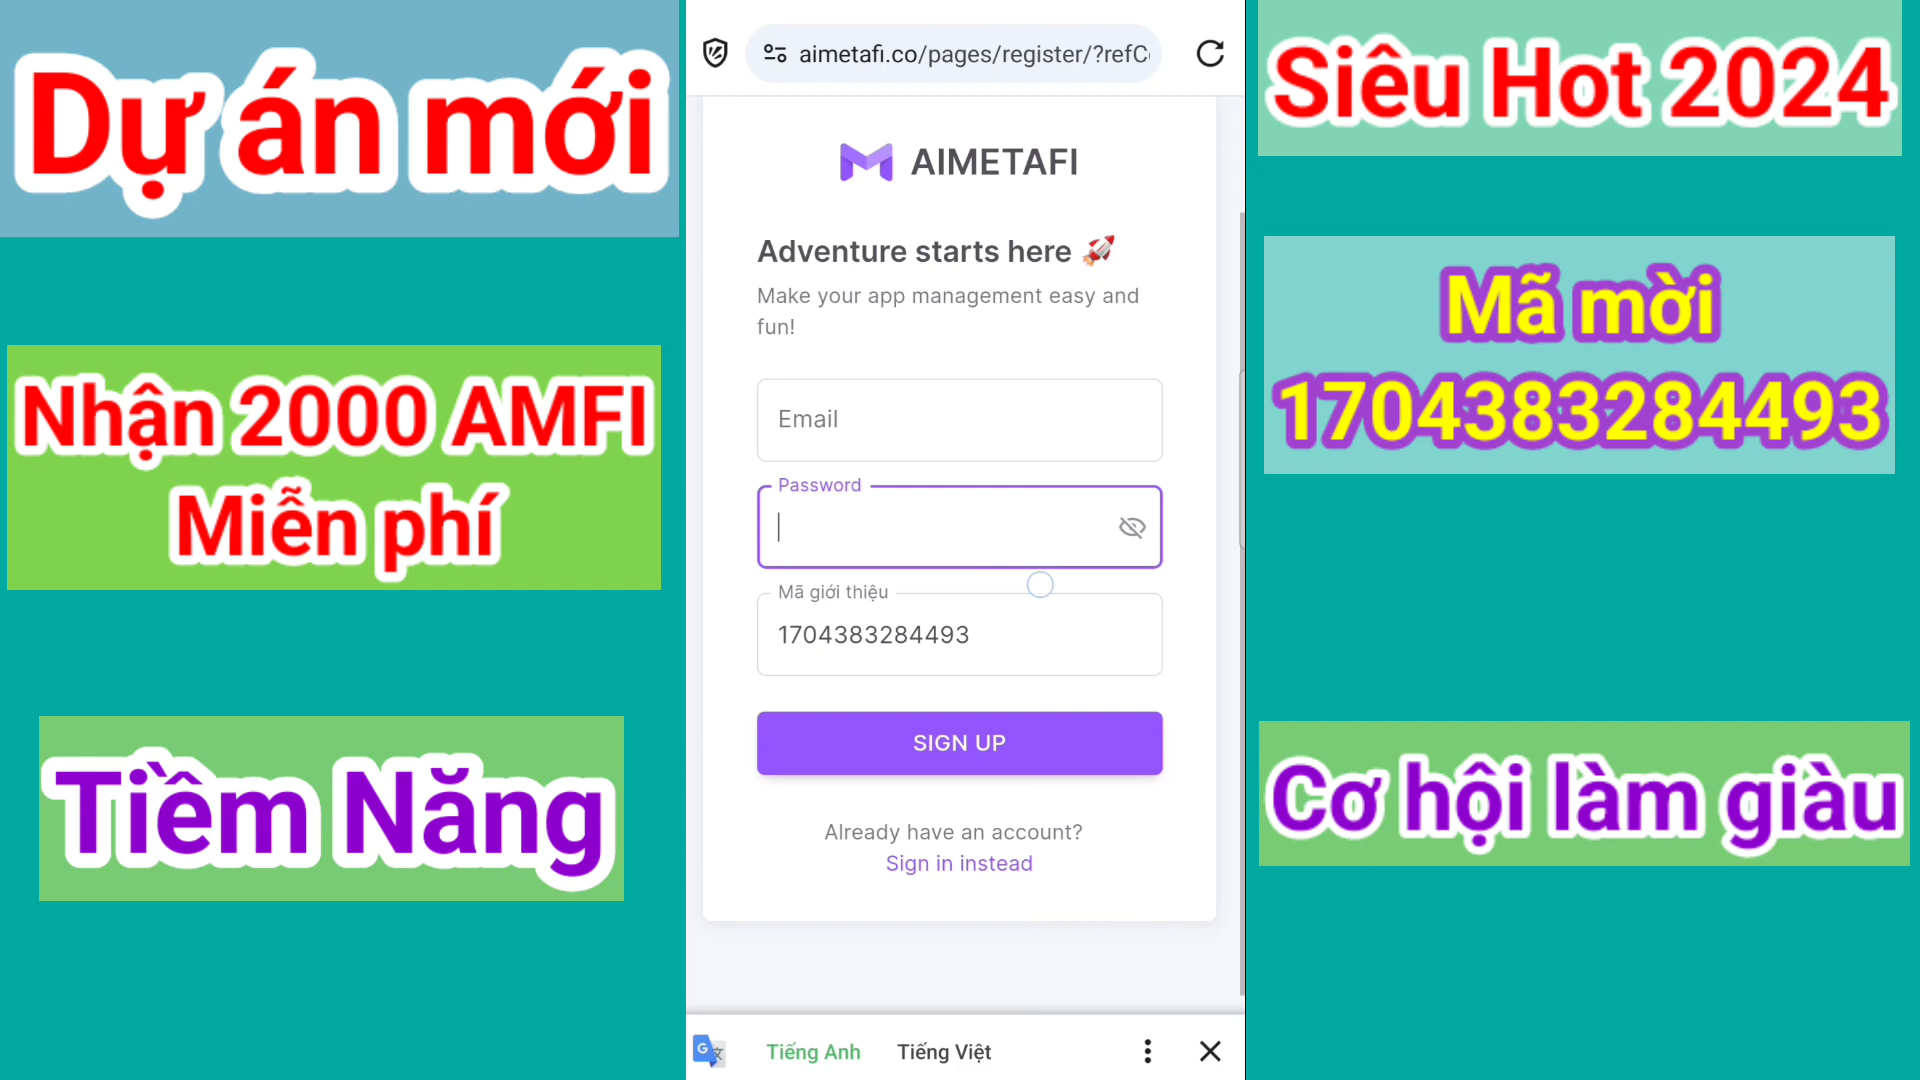 Dự án mới
Nhận 2000 AMFI
Miễn phí
Tiềm Năng
aimetafi.co/pages/register/?refC
AIMETAFI
Adventure starts here 🚀
Make your app management easy and
fun!
Email
Password
Mã giới thiệu
1704383284493
SIGN UP
Already have an account?
Sign in instead
Tiếng Anh
Tiếng Việt
Siêu Hot 2024
Mã mời
1704383284493
Cơ hội làm giàu